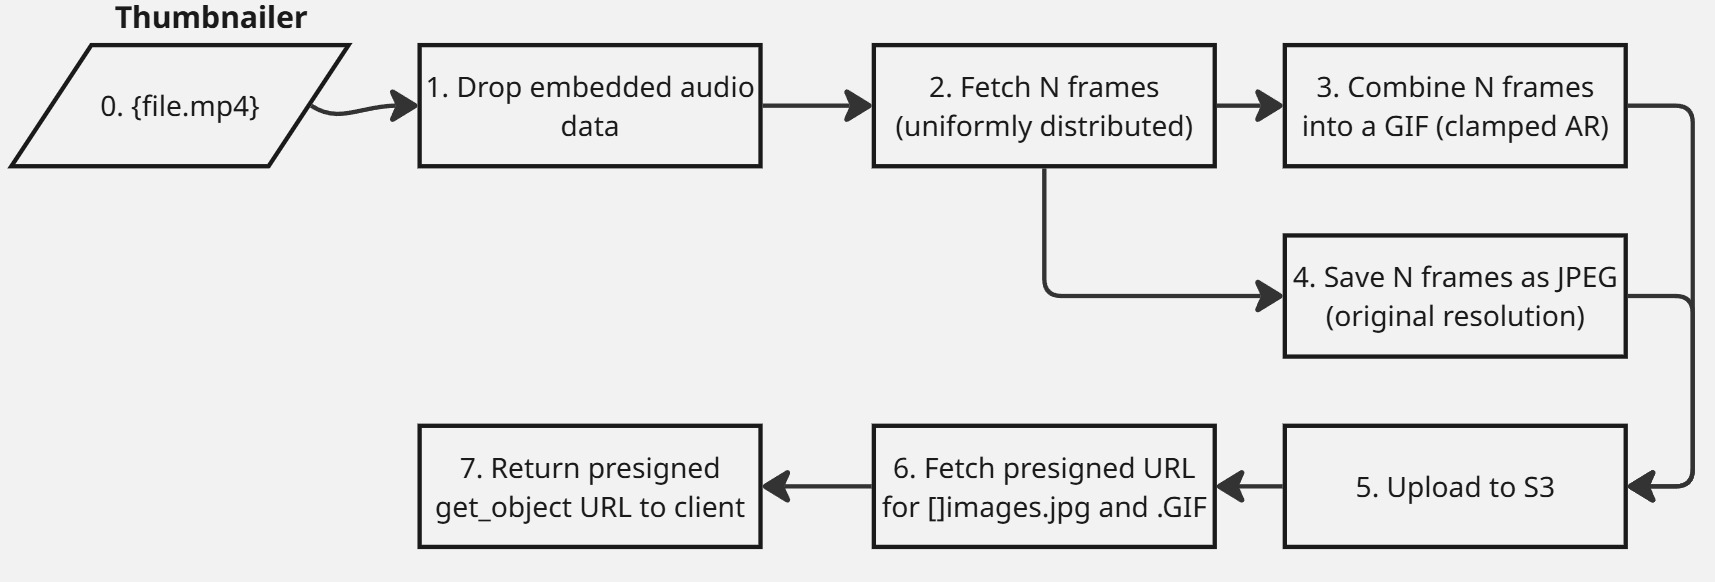 Thumbnailer
0. {file.mp4}
1. Drop embedded audio
data
2. Fetch N frames
(uniformly distributed)
3. Combine N frames
into a GIF (clamped AR)
4. Save N frames as JPEG
(original resolution)
5. Upload to S3
6. Fetch presigned URL
for []images.jpg and .GIF
7. Return presigned
get_object URL to client